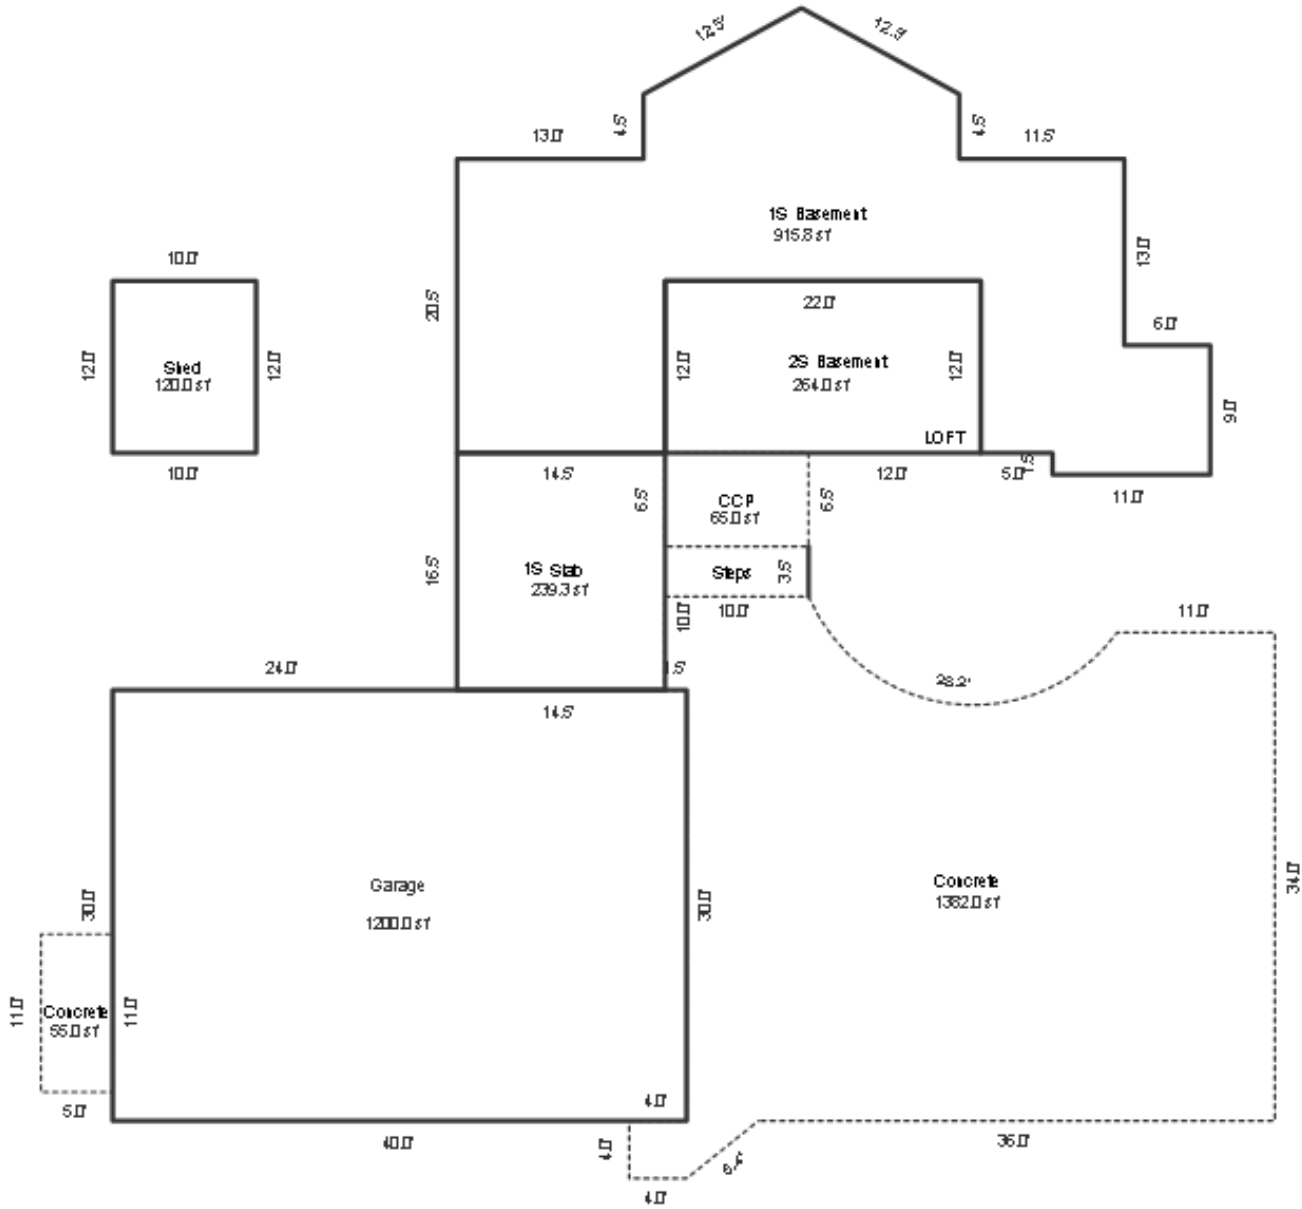 12.5'
12.5'
4.5'
4.5'
13.0'
11.5'
1S Basement
915.8 sf
13.0'
10.0'
20.5'
22.0'
6.0'
12.0'
Shed
120.0 sf
12.0'
12.0'
2S Basement
264.0 sf
12.0'
9.0'
LOFT
10.0'
14.5'
12.0'
5.0'
1.5'
11.0'
6.5'
CCP
65.0 sf
6.5'
16.5'
1S Slab
239.3 sf
Steps
3.5'
10.0'
10.0'
11.0'
24.0'
1.5'
28.2'
14.5'
Garage
1200.0 sf
30.0'
30.0'
Concrete
1382.0 sf
34.0'
11.0'
Concrete
55.0 sf
11.0'
5.0'
4.0'
40.0'
4.0'
6.4'
36.0'
4.0'